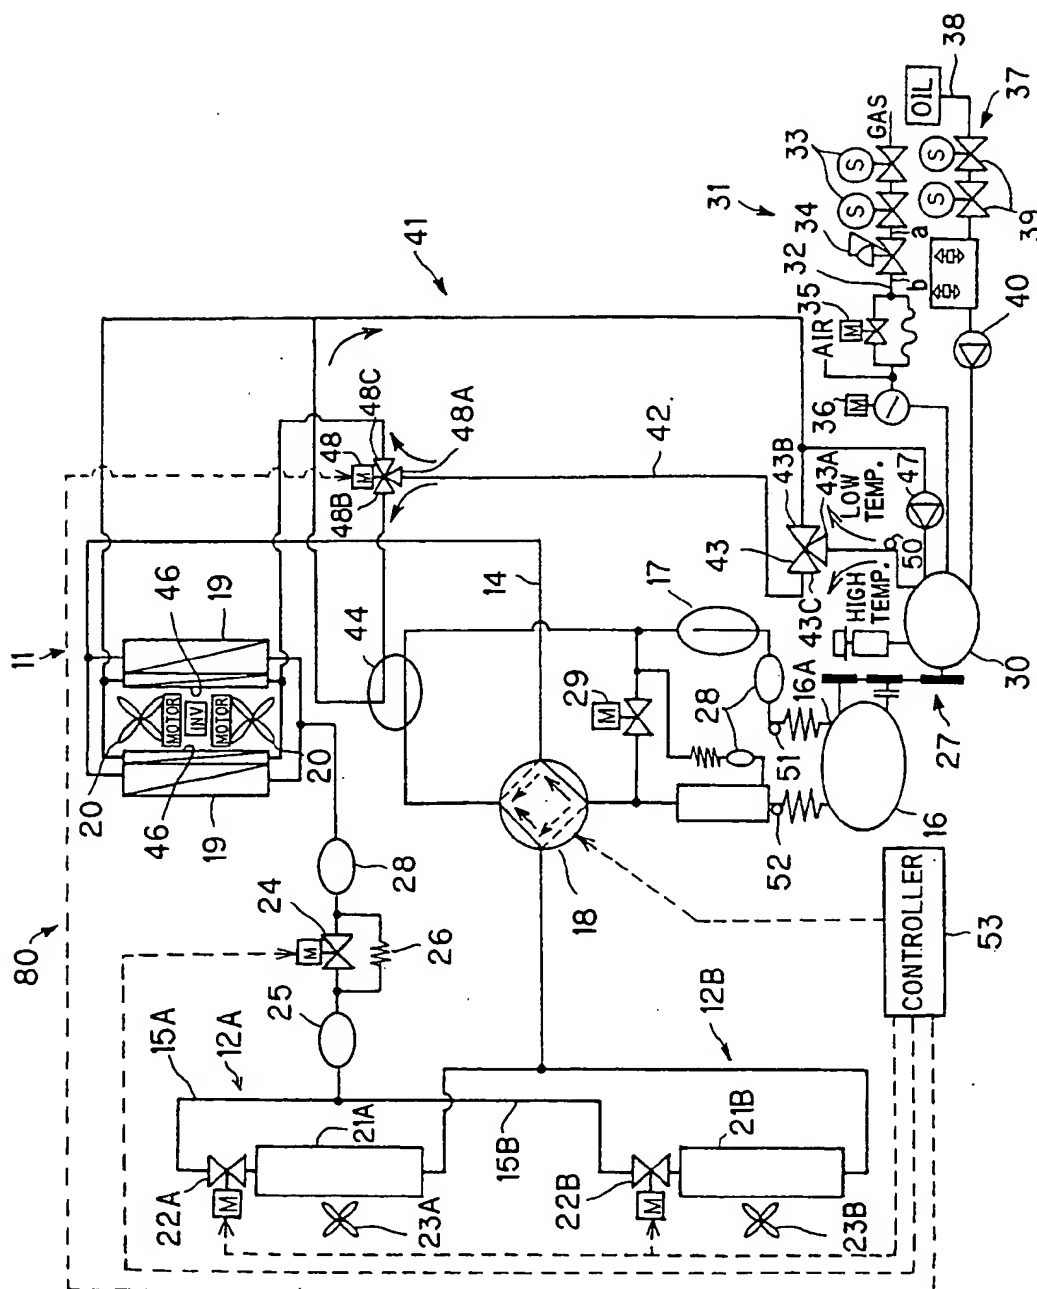 38
OIL
37
GAS
33
S
S
S
S
39
31
34
a
32
b
35
M
AIR
40
36
M
41
48C
48
M
48A
48B
42
43B
43A
LOW
TEMP.
47
50
43
43C
HIGH
TEMP.
30
14
17
44
29
M
28
16A
51
27
16
52
18
11
46
19
MOTOR
INV
MOTOR
20
20
46
19
28
24
M
26
25
80
CONTROLLER
53
15A
12A
12B
21A
15B
21B
22A
M
23A
22B
M
23B